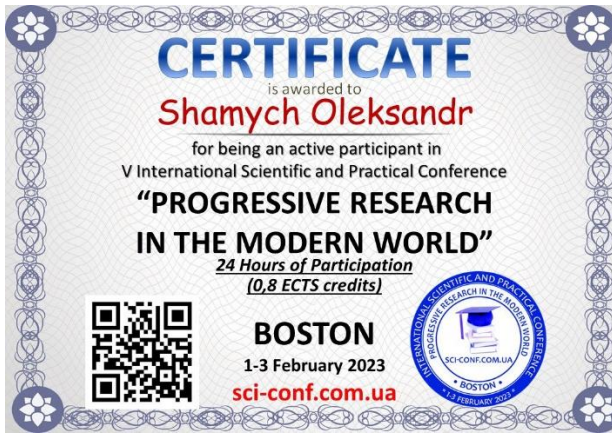 CERTIFICATE
is awarded to
Shamych Oleksandr
for being an active participant in
V International Scientific and Practical Conference
“PROGRESSIVE RESEARCH
IN THE MODERN WORLD”
24 Hours of Participation
(0,8 ECTS credits)
BOSTON
1-3 February 2023
sci-conf.com.ua
INTERNATIONAL SCIENTIFIC AND PRACTICAL CONFERENCE
PROGRESSIVE RESEARCH IN THE MODERN WORLD
SCI-CONF.COM.UA
• BOSTON •
* 1-3 FEBRUARY 2023 *